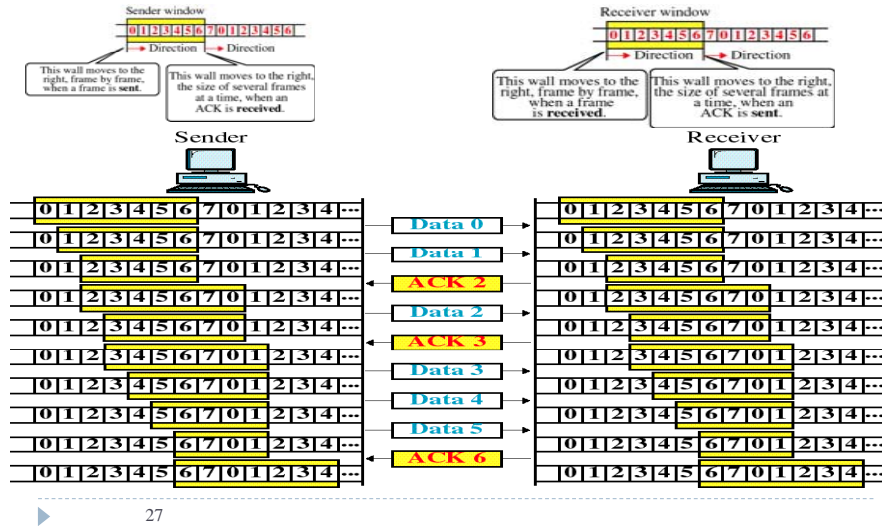 Sender window
0 1 2 3 4 5 6 7 0 1 2 3 4 5 6
Direction Direction
This wall moves to the
right, frame by frame,
when a frame is sent.
This wall moves to the right,
the size of several frames
at a time, when an
ACK is received.
Receiver window
0 1 2 3 4 5 6 7 0 1 2 3 4 5 6
Direction Direction
This wall moves to the
right, frame by frame,
when a frame
is received.
This wall moves to the right,
the size of several frames at
a time, when an
ACK is sent.
Sender Receiver
0 1 2 3 4 5 6 7 0 1 2 3 4 ... Data 0 0 1 2 3 4 5 6 7 0 1 2 3 4 ...
0 1 2 3 4 5 6 7 0 1 2 3 4 ... Data 1 0 1 2 3 4 5 6 7 0 1 2 3 4 ...
0 1 2 3 4 5 6 7 0 1 2 3 4 ... ACK 2 0 1 2 3 4 5 6 7 0 1 2 3 4 ...
0 1 2 3 4 5 6 7 0 1 2 3 4 ... Data 2 0 1 2 3 4 5 6 7 0 1 2 3 4 ...
0 1 2 3 4 5 6 7 0 1 2 3 4 ... ACK 3 0 1 2 3 4 5 6 7 0 1 2 3 4 ...
0 1 2 3 4 5 6 7 0 1 2 3 4 ... Data 3 0 1 2 3 4 5 6 7 0 1 2 3 4 ...
0 1 2 3 4 5 6 7 0 1 2 3 4 ... Data 4 0 1 2 3 4 5 6 7 0 1 2 3 4 ...
0 1 2 3 4 5 6 7 0 1 2 3 4 ... Data 5 0 1 2 3 4 5 6 7 0 1 2 3 4 ...
0 1 2 3 4 5 6 7 0 1 2 3 4 ... ACK 6 0 1 2 3 4 5 6 7 0 1 2 3 4 ...
0 1 2 3 4 5 6 7 0 1 2 3 4 ... 0 1 2 3 4 5 6 7 0 1 2 3 4 ...
27